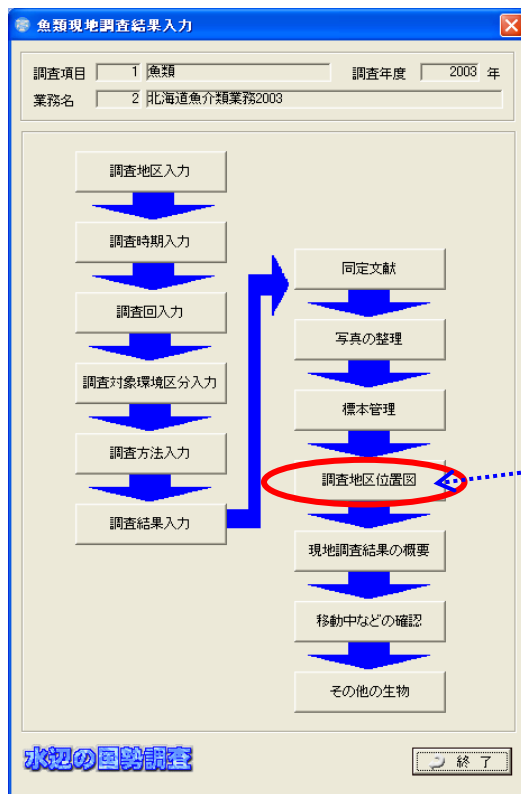 魚類現地調査結果入力
調査項目 1 魚類 調査年度 2003 年
業務名 2 北海道魚介類業務2003
調査地区入力
調査時期入力
調査回入力
調査対象環境区分入力
調査方法入力
調査結果入力
同定文献
写真の整理
標本管理
調査地区位置図
現地調査結果の概要
移動中などの確認
その他の生物
水辺の国勢調査
終 了